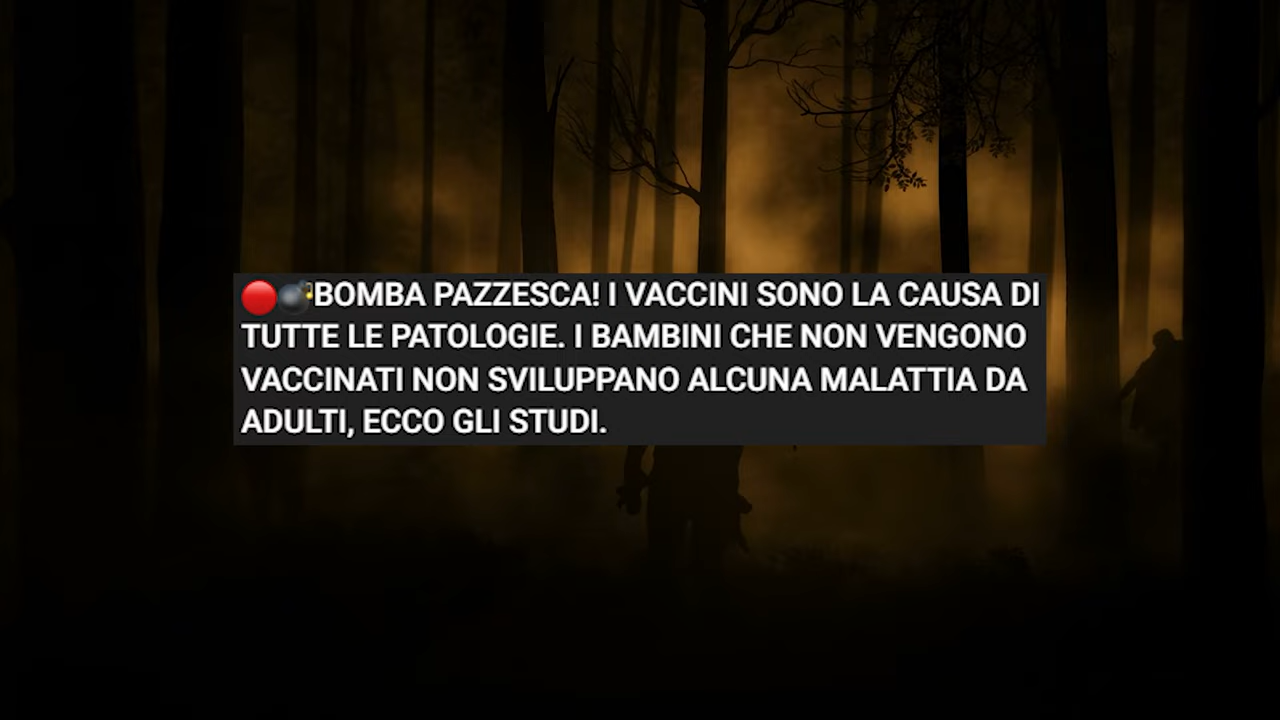 🔴💣BOMBA PAZZESCA! I VACCINI SONO LA CAUSA DI
TUTTE LE PATOLOGIE. I BAMBINI CHE NON VENGONO
VACCINATI NON SVILUPPANO ALCUNA MALATTIA DA
ADULTI, ECCO GLI STUDI.